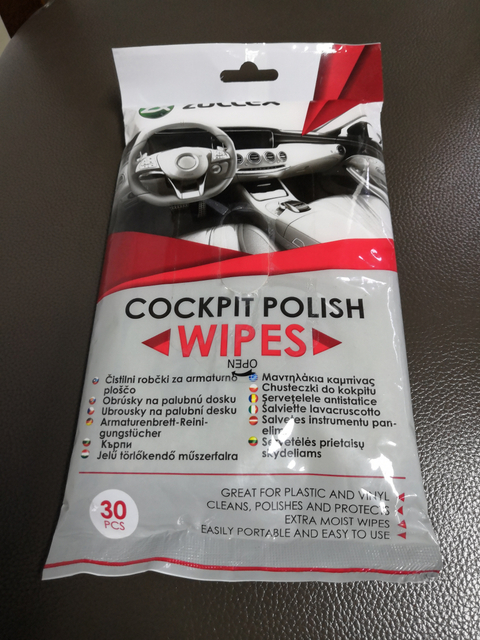 ZOLLEX
COCKPIT POLISH
WIPES
OPEN
Čistilni robčki za armaturno
ploščo
Obrúsky na palubnú dosku
Ubrousky na palubní desku
Armaturenbrett-Reini-
gungstücher
Кърпи
Jelű törlőkendő műszerfalra
Μαντηλάκια καμπίνας
Chusteczki do kokpitu
Șervețelele antistatice
Salviette lavacruscotto
Salvetes instrumentu pan-
elim
Servetėlės prietaisų
skydeliams
30
PCS
GREAT FOR PLASTIC AND VINYL
CLEANS, POLISHES AND PROTECTS
EXTRA MOIST WIPES
EASILY PORTABLE AND EASY TO USE